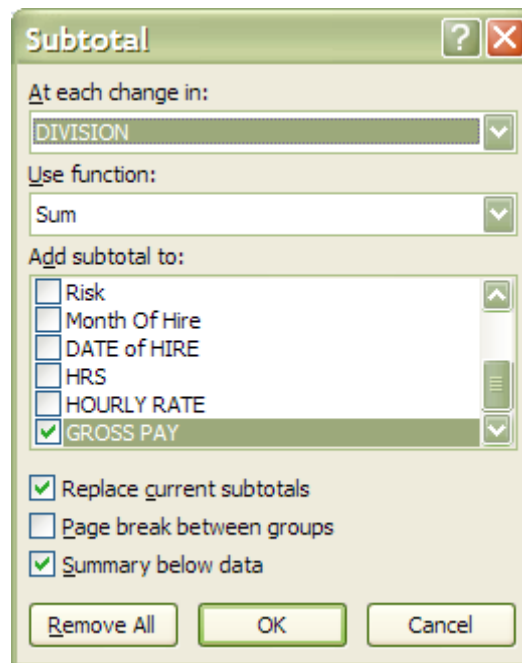 Subtotal
At each change in:
DIVISION
Use function:
Sum
Add subtotal to:
Risk
Month Of Hire
DATE of HIRE
HRS
HOURLY RATE
GROSS PAY
Replace current subtotals
Page break between groups
Summary below data
Remove All OK Cancel